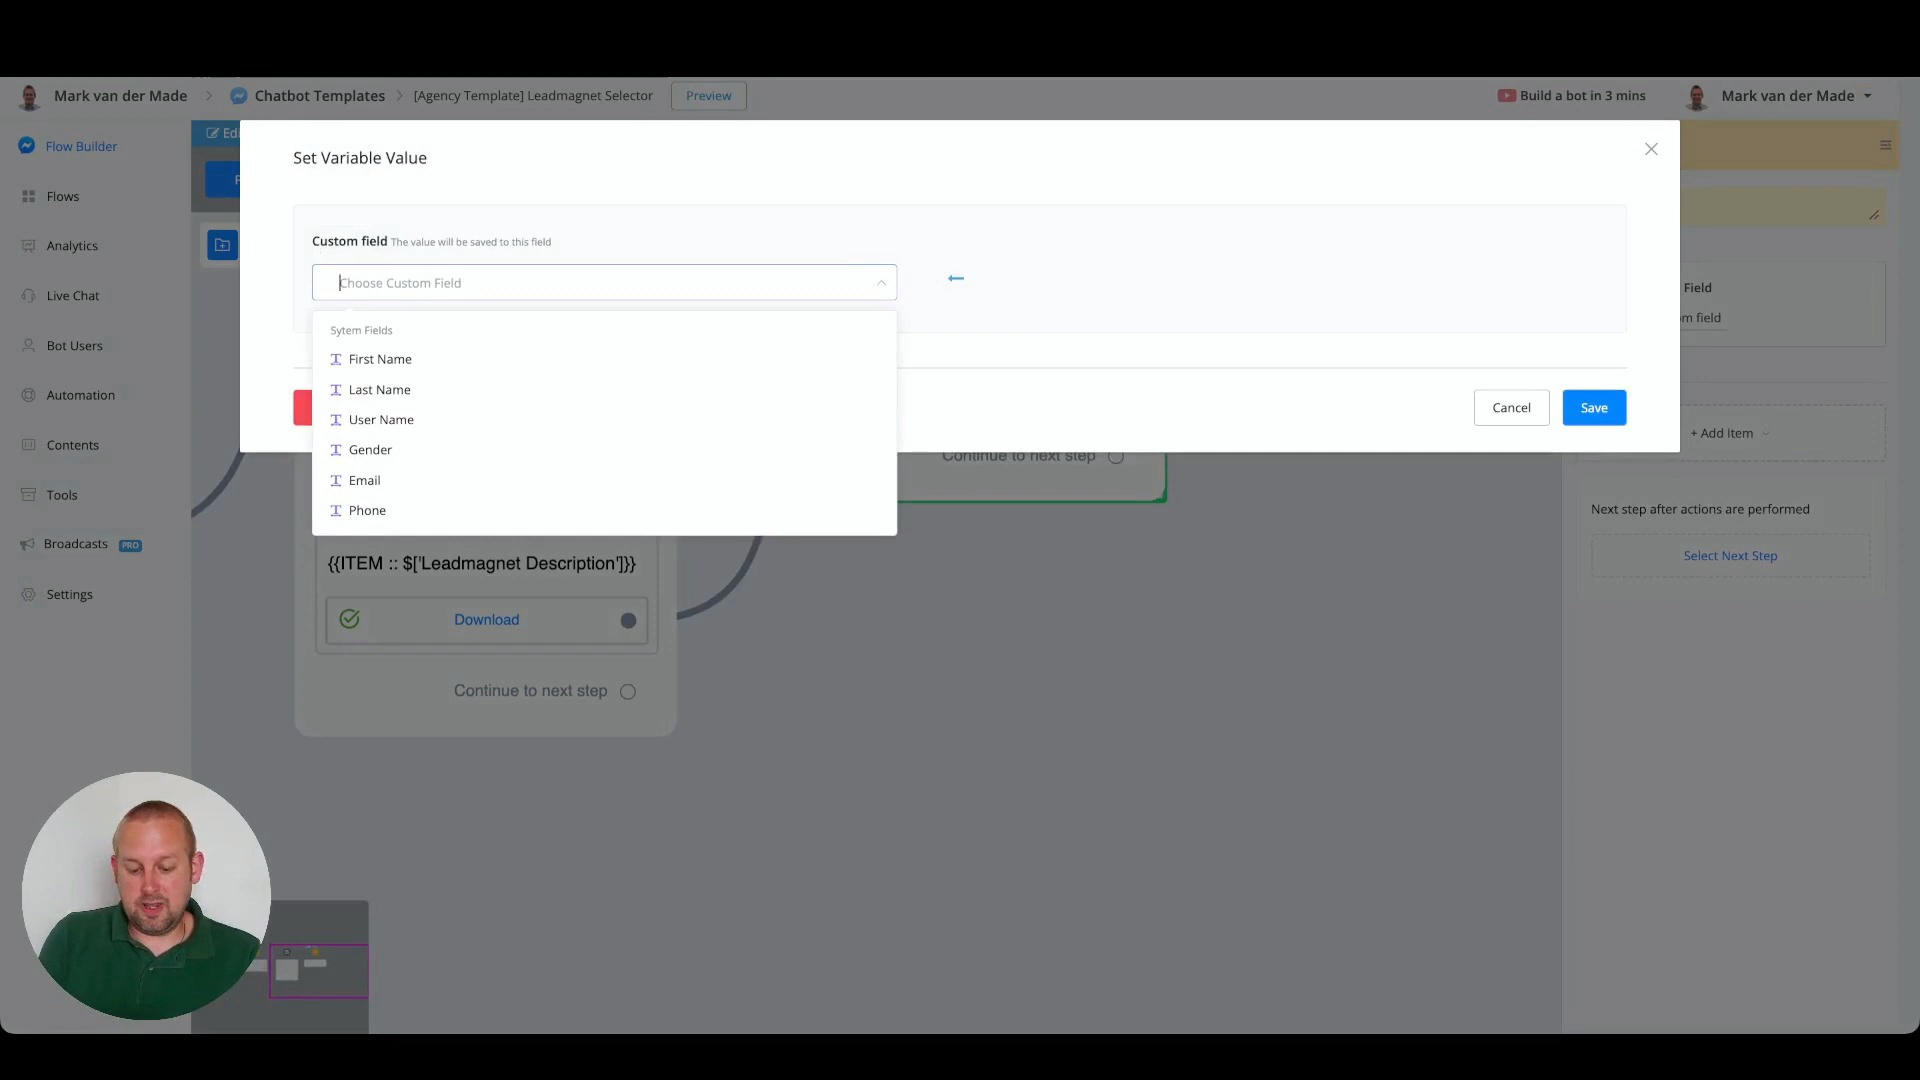 Mark van der Made
Chatbot Templates
[Agency Template] Leadmagnet Selector
Preview
Build a bot in 3 mins
Mark van der Made
Flow Builder
Flows
Analytics
Live Chat
Bot Users
Automation
Contents
Tools
Broadcasts PRO
Settings
Set Variable Value
Custom field The value will be saved to this field
Choose Custom Field
Sytem Fields
First Name
Last Name
User Name
Gender
Email
Phone
Cancel
Save
Field
field
+ Add item
Next step after actions are performed
Select Next Step
Continue to next step
{{ITEM :: $['Leadmagnet Description']}}
Download
Continue to next step